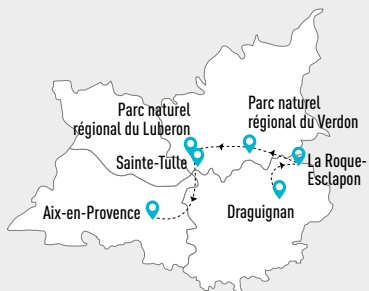 Parc naturel
régional du Luberon
Parc naturel
régional du Verdon
Sainte-Tulle
La Roque-
Esclapon
Aix-en-Provence
Draguignan